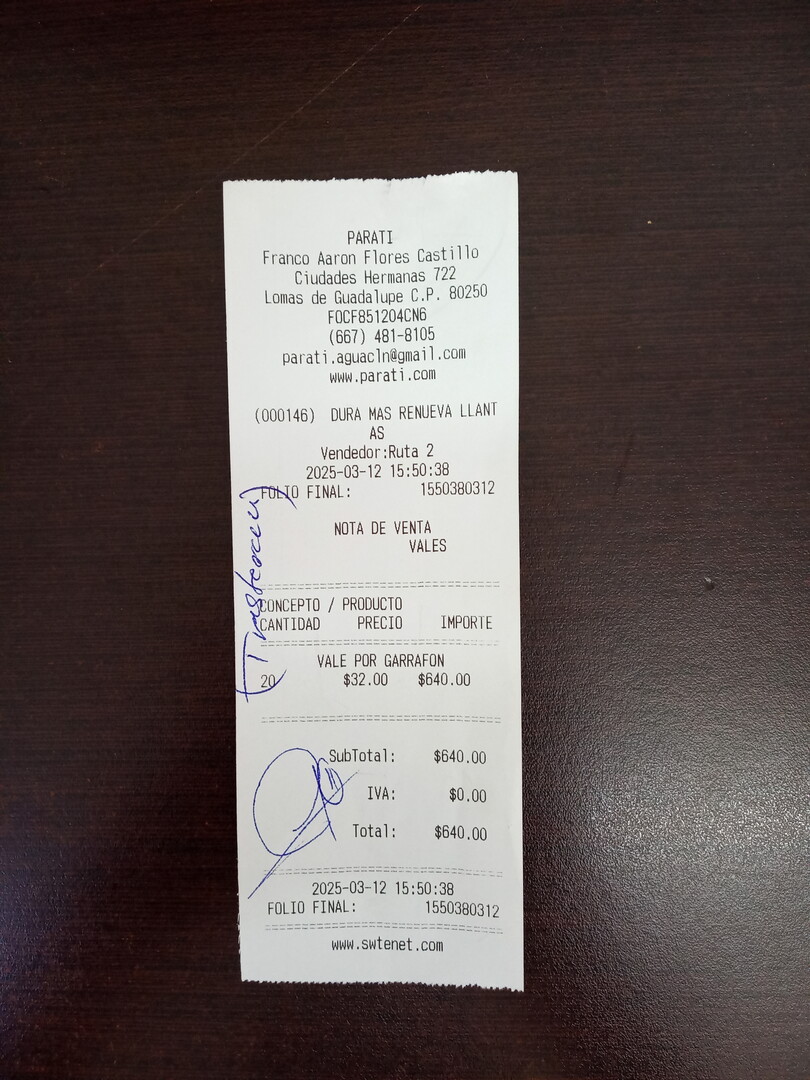 PARATI
Franco Aaron Flores Castillo
Ciudades Hermanas 722
Lomas de Guadalupe C.P. 80250
FOCF851204CN6
(667) 481-8105
parati.aguacln@gmail.com
www.parati.com
(000146) DURA MAS RENUEVA LLANT
AS
Vendedor:Ruta 2
2025-03-12 15:50:38
FOLIO FINAL: 1550380312
NOTA DE VENTA
VALES
CONCEPTO / PRODUCTO
CANTIDAD PRECIO IMPORTE
VALE POR GARRAFON
20 $32.00 $640.00
SubTotal: $640.00
IVA: $0.00
Total: $640.00
2025-03-12 15:50:38
FOLIO FINAL: 1550380312
www.swtenet.com